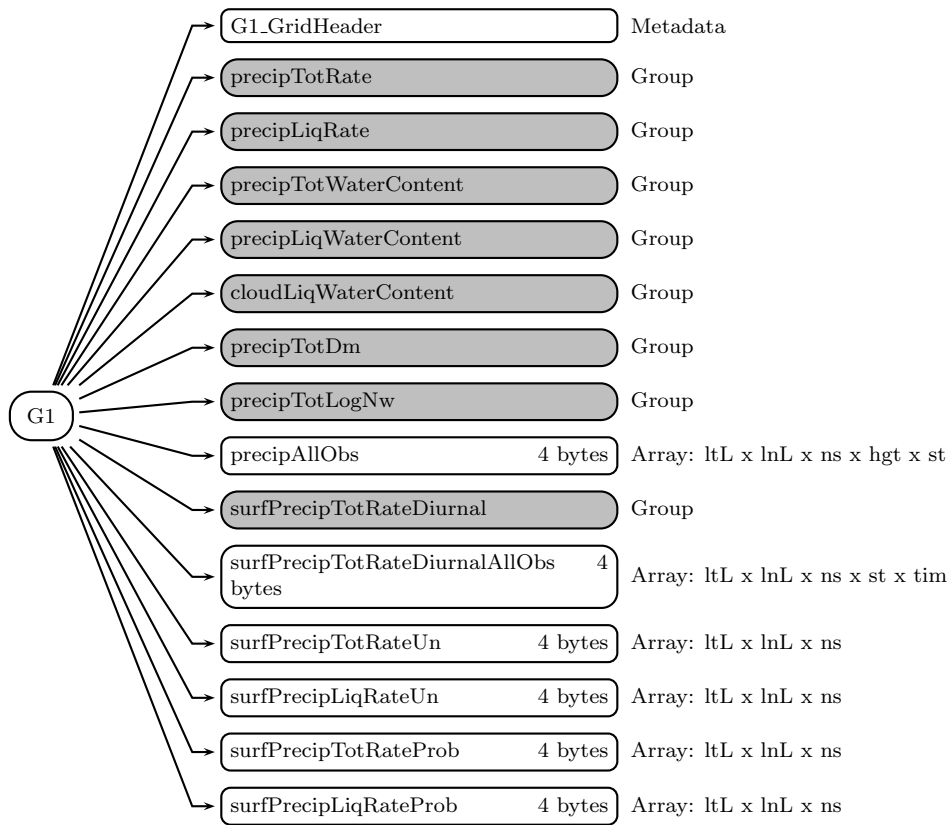 G1_GridHeader Metadata
precipTotRate Group
precipLiqRate Group
precipTotWaterContent Group
precipLiqWaterContent Group
cloudLiqWaterContent Group
precipTotDm Group
precipTotLogNw Group
G1
precipAllObs 4 bytes Array: ltL x lnL x ns x hgt x st
surfPrecipTotRateDiurnal Group
surfPrecipTotRateDiurnalAllObs 4
bytes
Array: ltL x lnL x ns x st x tim
surfPrecipTotRateUn 4 bytes Array: ltL x lnL x ns
surfPrecipLiqRateUn 4 bytes Array: ltL x lnL x ns
surfPrecipTotRateProb 4 bytes Array: ltL x lnL x ns
surfPrecipLiqRateProb 4 bytes Array: ltL x lnL x ns